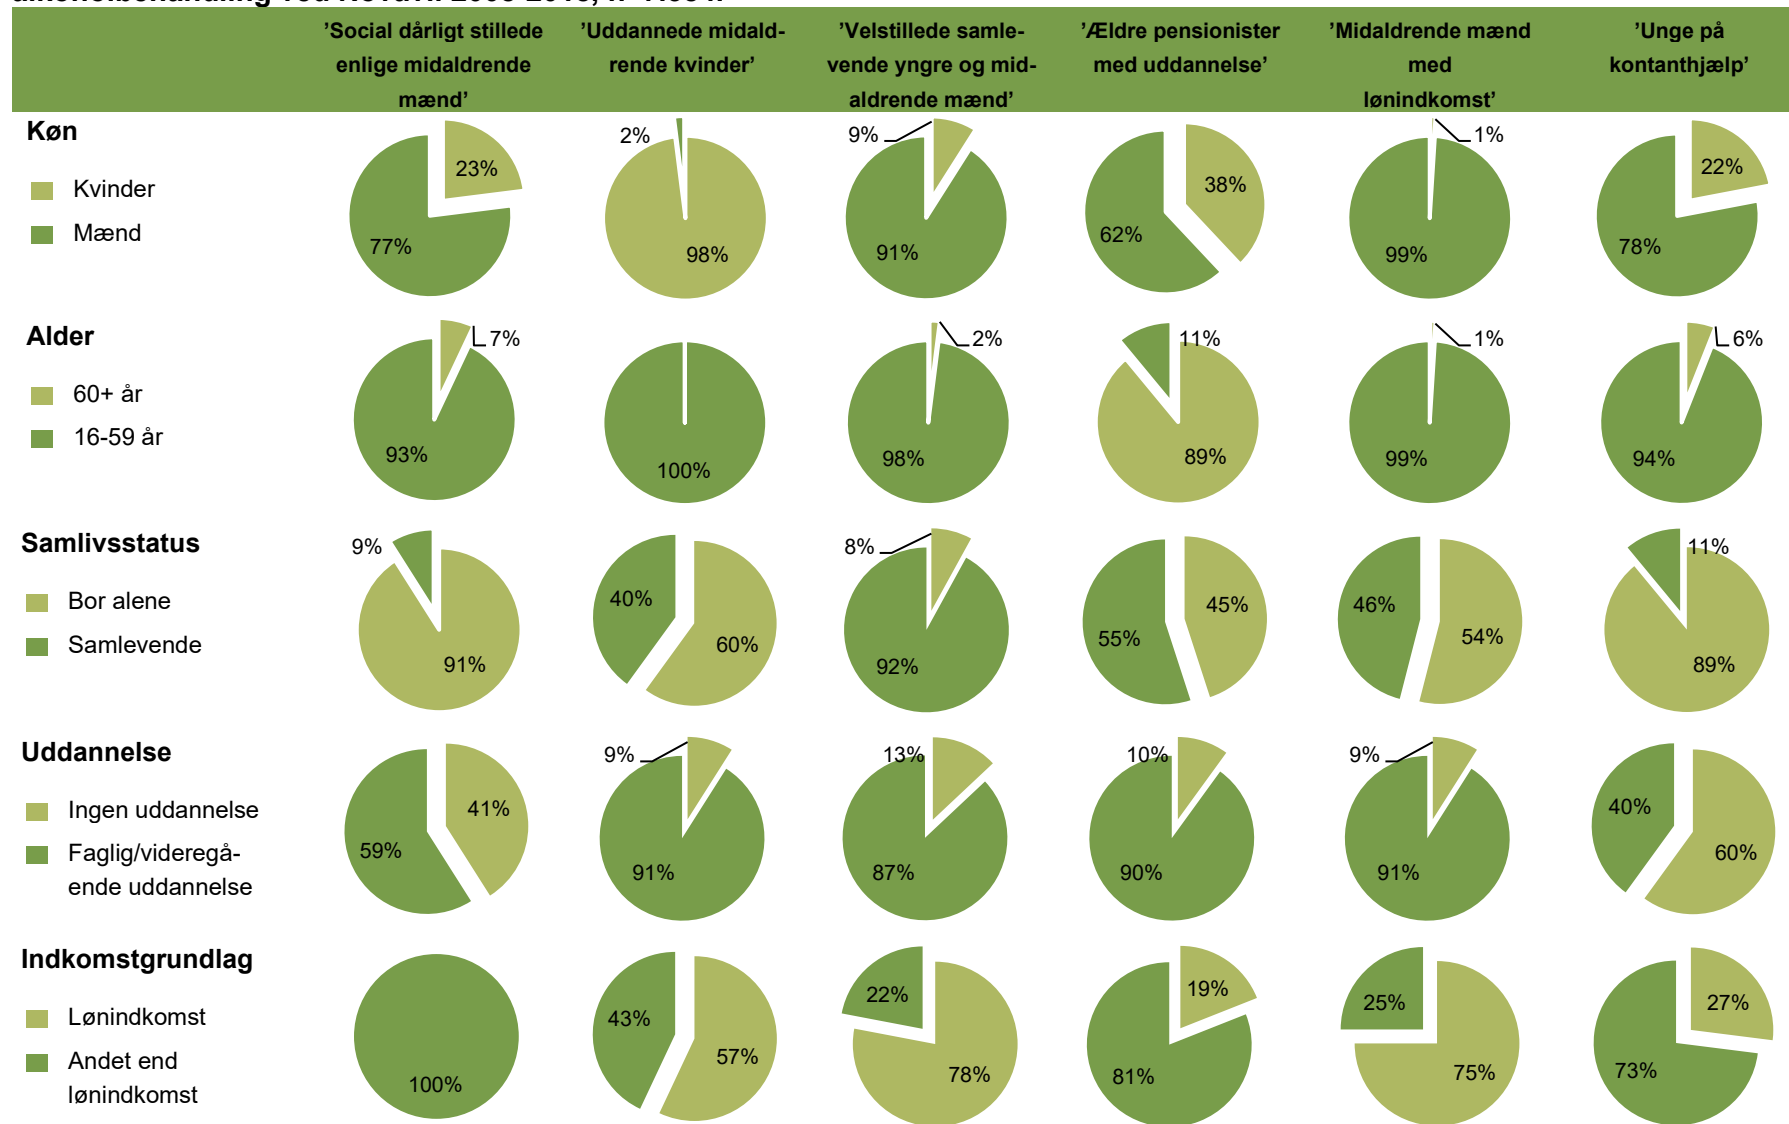 'Social dårligt stillede
enlige midaldrende
mænd'
'Uddannede midald-
rende kvinder'
'Velstillede samle-
vende yngre og mid-
aldrende mænd'
'Ældre pensionister
med uddannelse'
'Midaldrende mænd
med
lønindkomst'
'Unge på
kontanthjælp'
Køn
Kvinder
Mænd
23%
77%
2%
98%
9%
91%
38%
62%
1%
99%
22%
78%
Alder
60+ år
16-59 år
7%
93%
100%
2%
98%
11%
89%
1%
99%
6%
94%
Samlivsstatus
Bor alene
Samlevende
9%
91%
40%
60%
8%
92%
45%
55%
46%
54%
11%
89%
Uddannelse
Ingen uddannelse
Faglig/videregå-
ende uddannelse
41%
59%
9%
91%
13%
87%
10%
90%
9%
91%
40%
60%
Indkomstgrundlag
Lønindkomst
Andet end
lønindkomst
100%
43%
57%
22%
78%
19%
81%
25%
75%
27%
73%